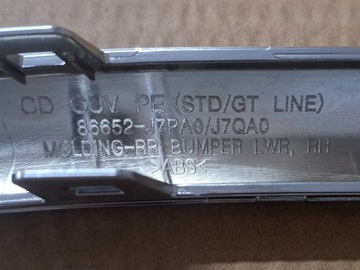 CD CUV PE (STD/GT LINE)
86652-J7PA0/J7QA0
MOLDING-RR BUMPER LWR, RH
>ABS<